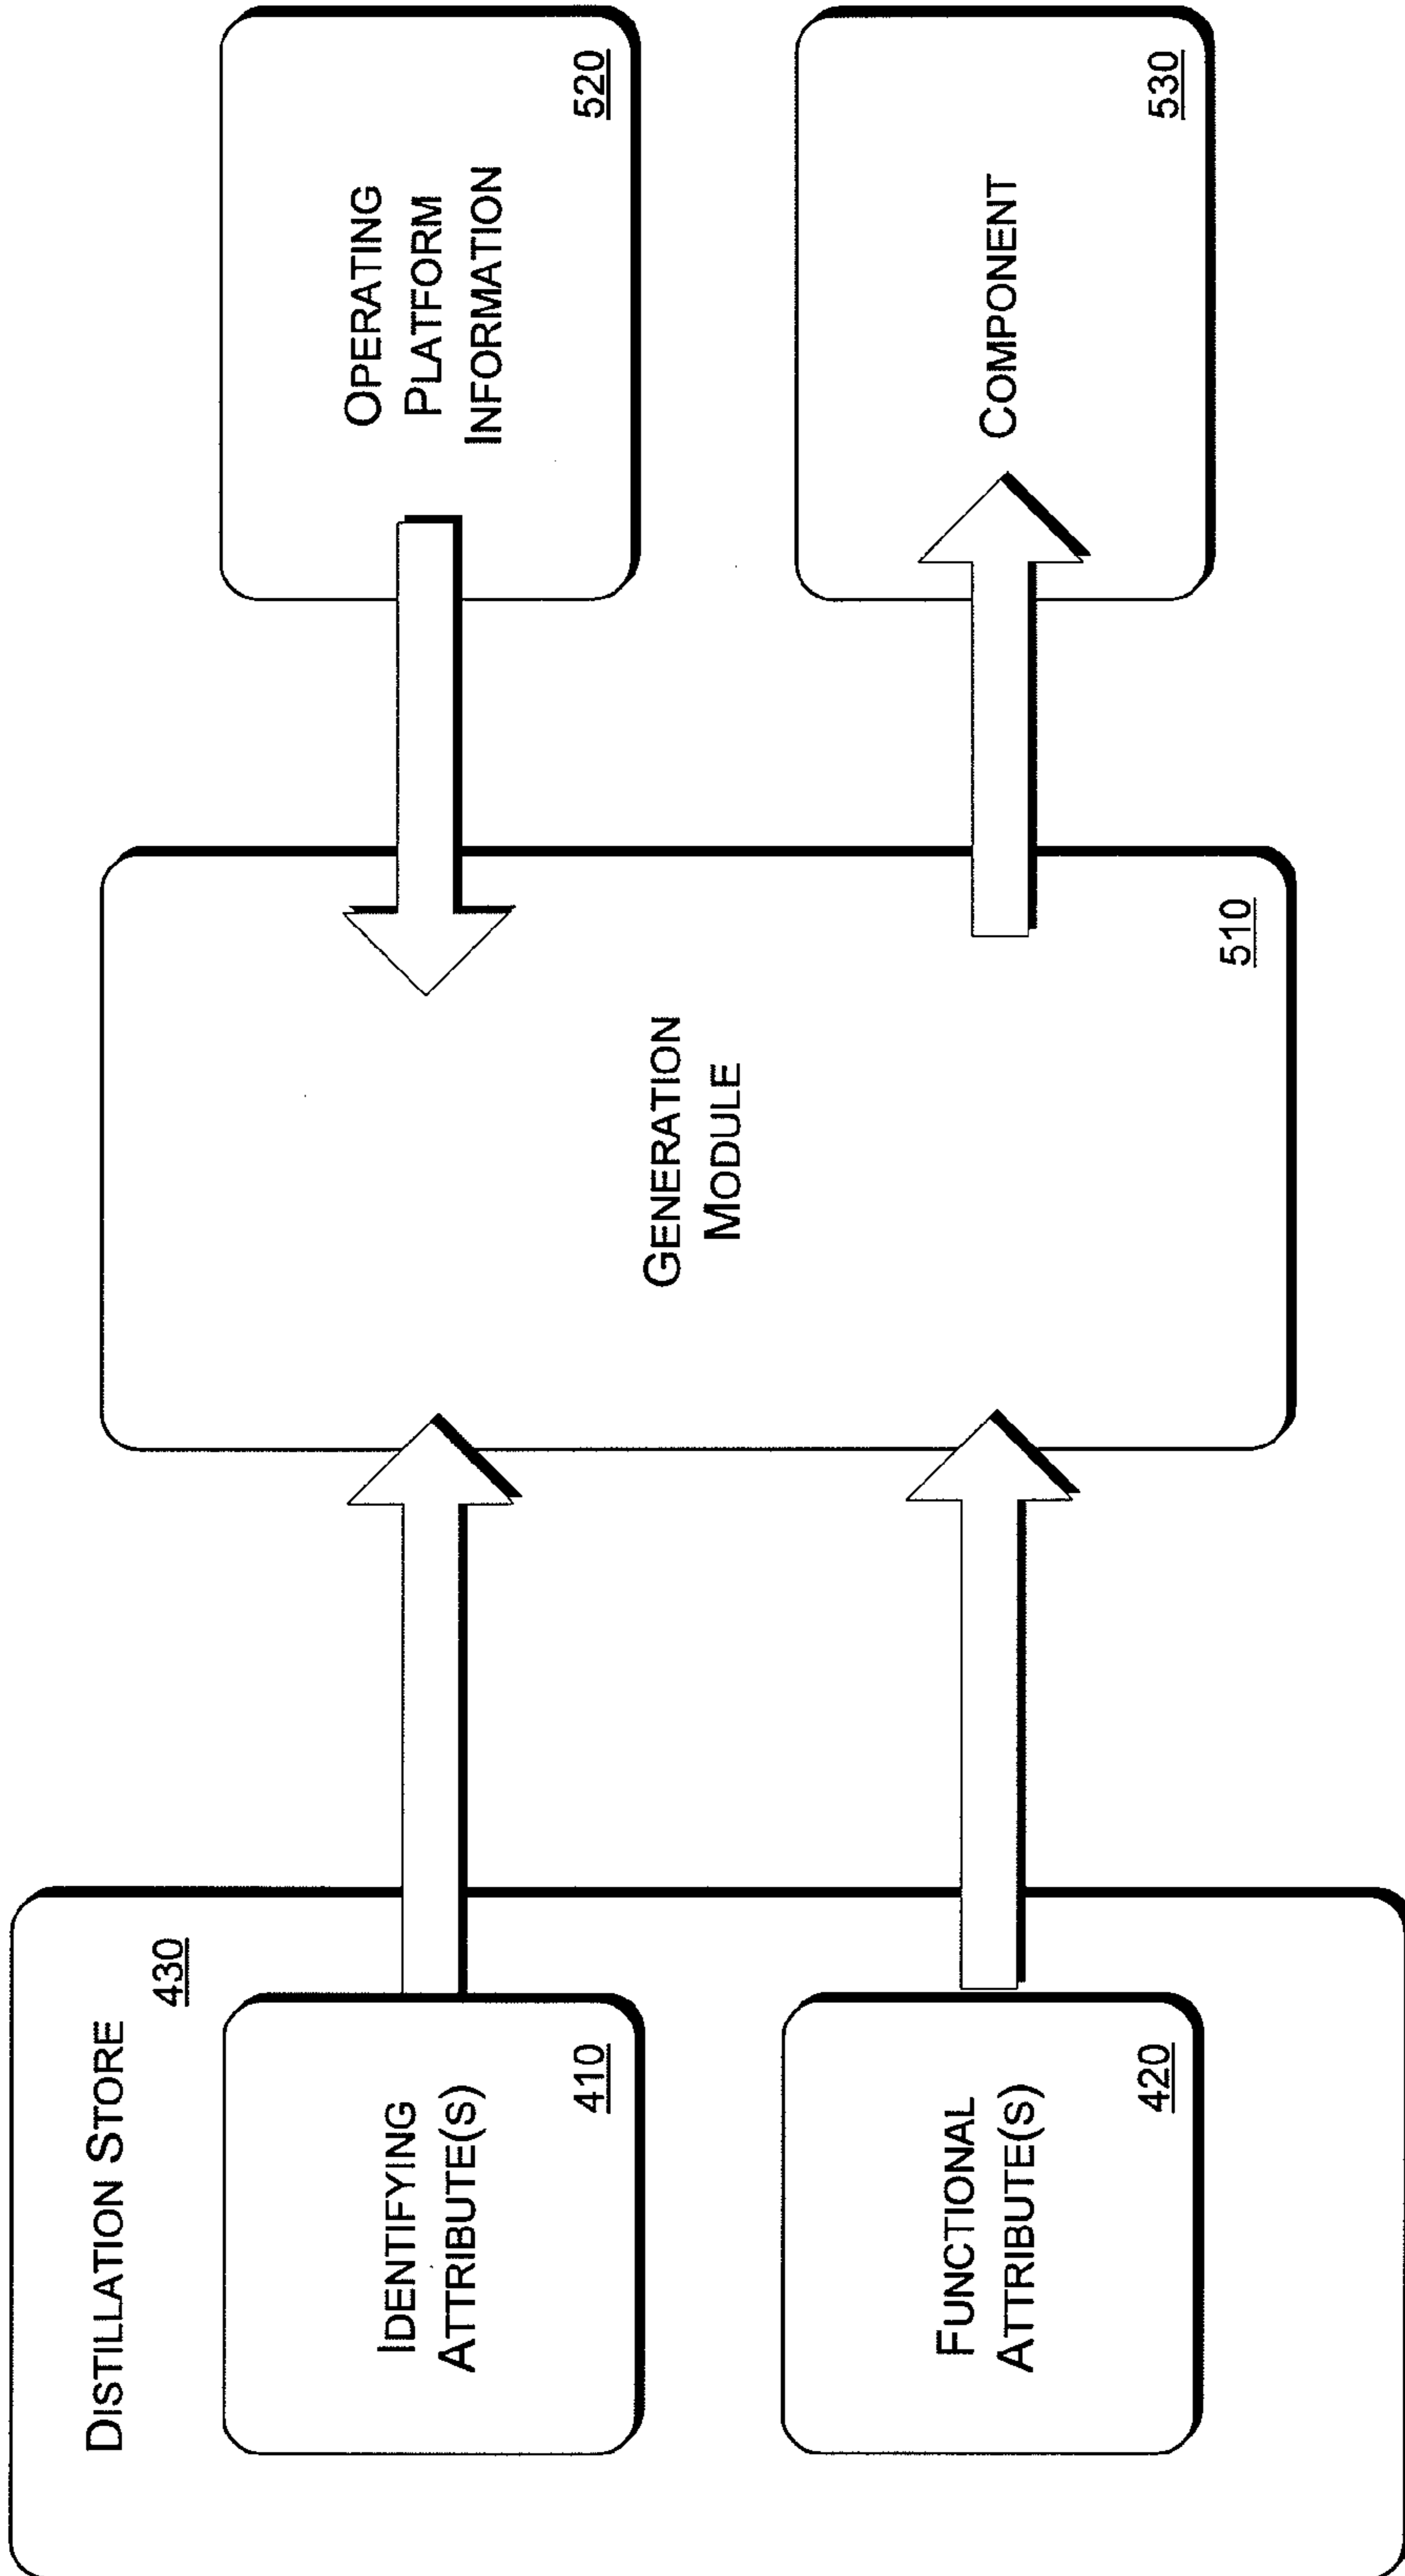 DISTILLATION STORE
430
IDENTIFYING
ATTRIBUTE(S)
410
FUNCTIONAL
ATTRIBUTE(S)
420
GENERATION
MODULE
510
OPERATING
PLATFORM
INFORMATION
520
COMPONENT
530